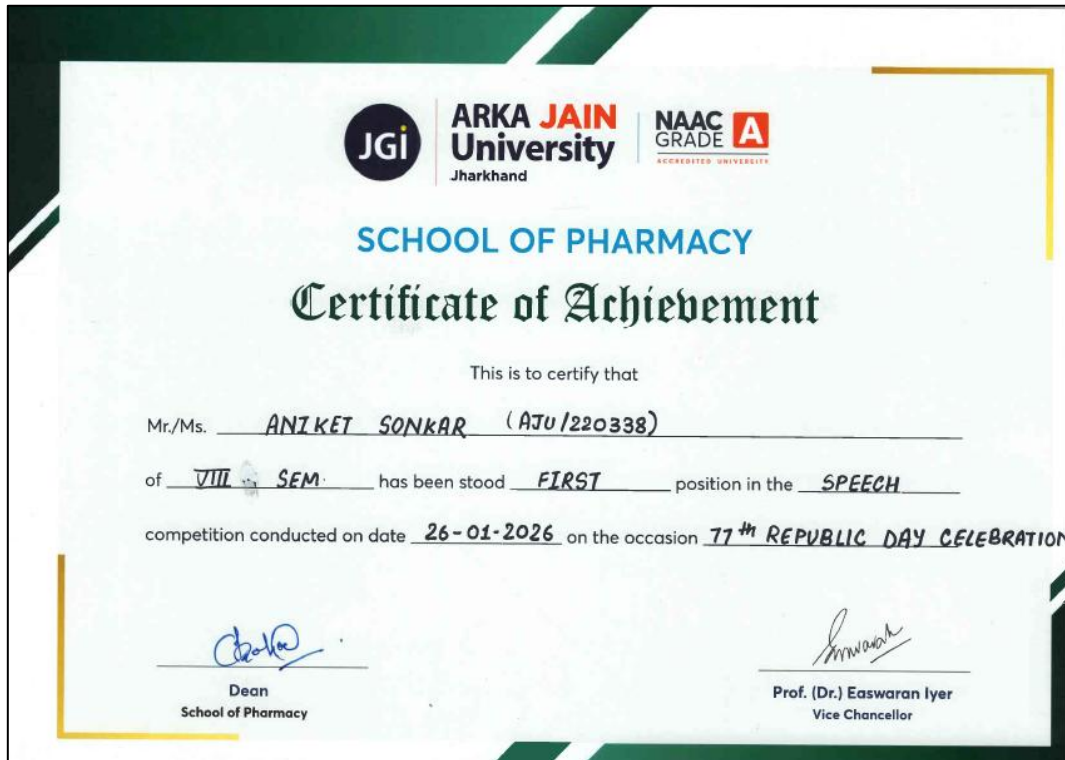 JGi
ARKA JAIN
University
Jharkhand
NAAC
GRADE A
ACCREDITED UNIVERSITY
SCHOOL OF PHARMACY
Certificate of Achievement
This is to certify that
Mr./Ms. ANIKET SONKAR (AJU/220338)
of VIII SEM. has been stood FIRST position in the SPEECH
competition conducted on date 26-01-2026 on the occasion 77th REPUBLIC DAY CELEBRATION
Dean
School of Pharmacy
Prof. (Dr.) Easwaran Iyer
Vice Chancellor